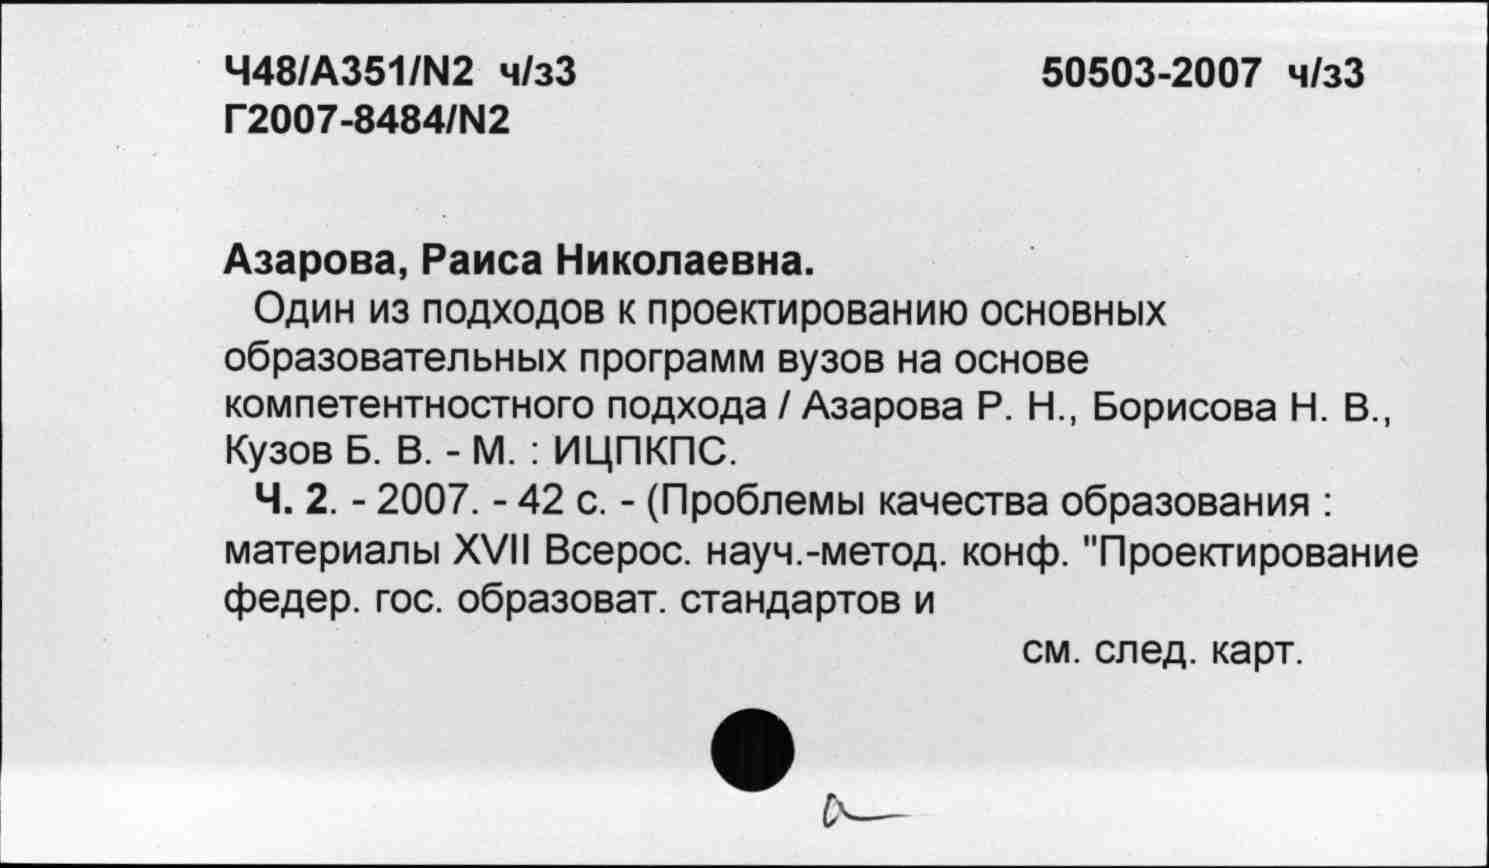 Ч48/А351/N2 ч/з3 50503-2007 ч/з3
Г2007-8484/N2
Азарова, Раиса Николаевна.
Один из подходов к проектированию основных
образовательных программ вузов на основе
компетентностного подхода / Азарова Р. Н., Борисова Н. В.,
Кузов Б. В. - М. : ИЦПКПС.
Ч. 2. - 2007. - 42 с. - (Проблемы качества образования :
материалы XVII Всерос. науч.-метод. конф. "Проектирование
федер. гос. образоват. стандартов и
см. след. карт.
а